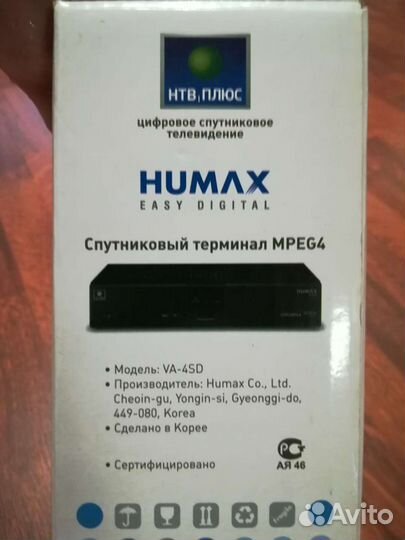 НТВ ПЛЮС
цифровое спутниковое
телевидение
HUMAX
EASY DIGITAL
Спутниковый терминал MPEG4
HUMAX
• Модель: VA-4SD
• Производитель: Humax Co., Ltd.
Cheoin-gu, Yongin-si, Gyeonggi-do,
449-080, Korea
• Сделано в Корее
• Сертифицировано
АЯ 46
Avito